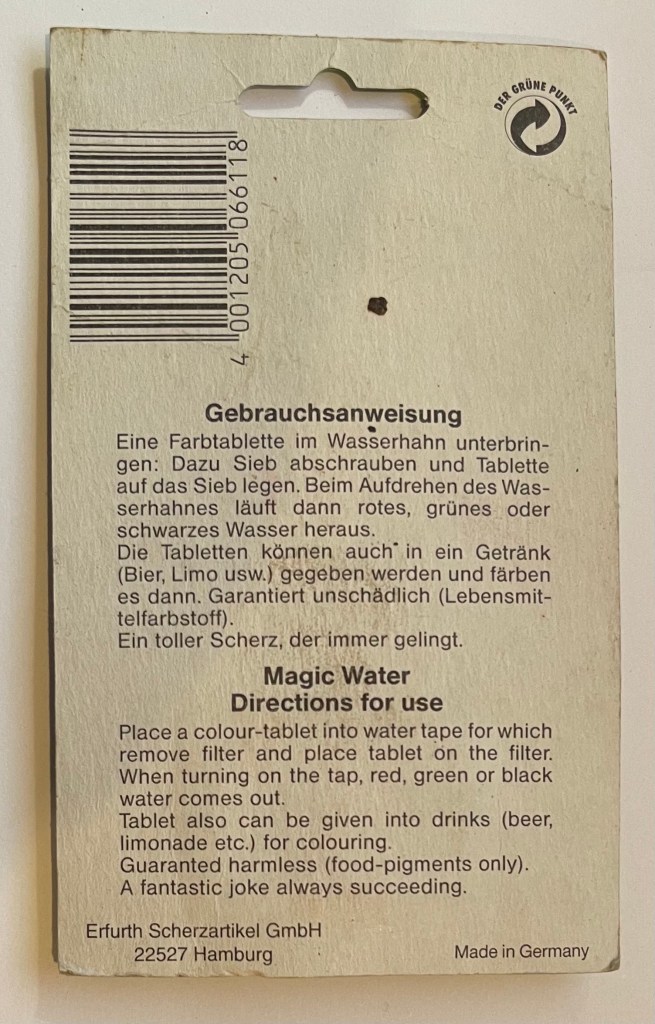 DER GRÜNE PUNKT
4 001205 066118
Gebrauchsanweisung
Eine Farbtablette im Wasserhahn unterbrin-
gen: Dazu Sieb abschrauben und Tablette
auf das Sieb legen. Beim Aufdrehen des Was-
serhahnes läuft dann rotes, grünes oder
schwarzes Wasser heraus.
Die Tabletten können auch in ein Getränk
(Bier, Limo usw.) gegeben werden und färben
es dann. Garantiert unschädlich (Lebensmit-
telfarbstoff).
Ein toller Scherz, der immer gelingt.
Magic Water
Directions for use
Place a colour-tablet into water tape for which
remove filter and place tablet on the filter.
When turning on the tap, red, green or black
water comes out.
Tablet also can be given into drinks (beer,
limonade etc.) for colouring.
Guaranted harmless (food-pigments only).
A fantastic joke always succeeding.
Erfurth Scherzartikel GmbH
22527 Hamburg
Made in Germany